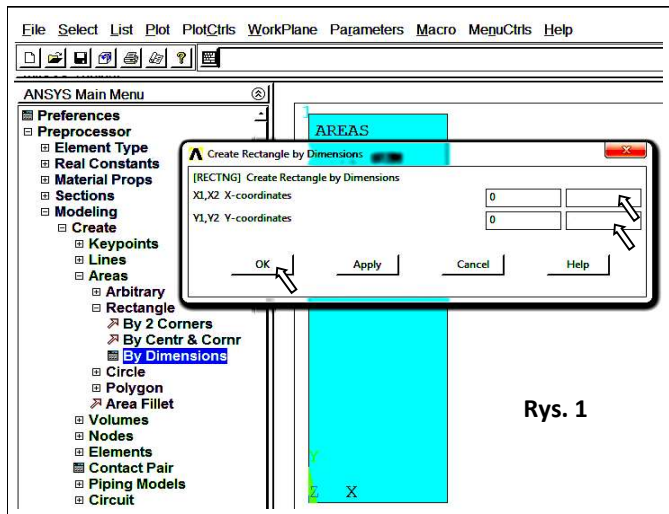 File Select List Plot PlotCtrls WorkPlane Parameters Macro MenuCtrls Help
ANSYS Main Menu
Preferences
Preprocessor
Element Type
Real Constants
Material Props
Sections
Modeling
Create
Keypoints
Lines
Areas
Arbitrary
Rectangle
By 2 Corners
By Centr & Cornr
By Dimensions
Circle
Polygon
Area Fillet
Volumes
Nodes
Elements
Contact Pair
Piping Models
Circuit
1
AREAS
Create Rectangle by Dimensions
[RECTNG] Create Rectangle by Dimensions
X1,X2 X-coordinates 0
Y1,Y2 Y-coordinates 0
OK Apply Cancel Help
Rys. 1
Y
Z X